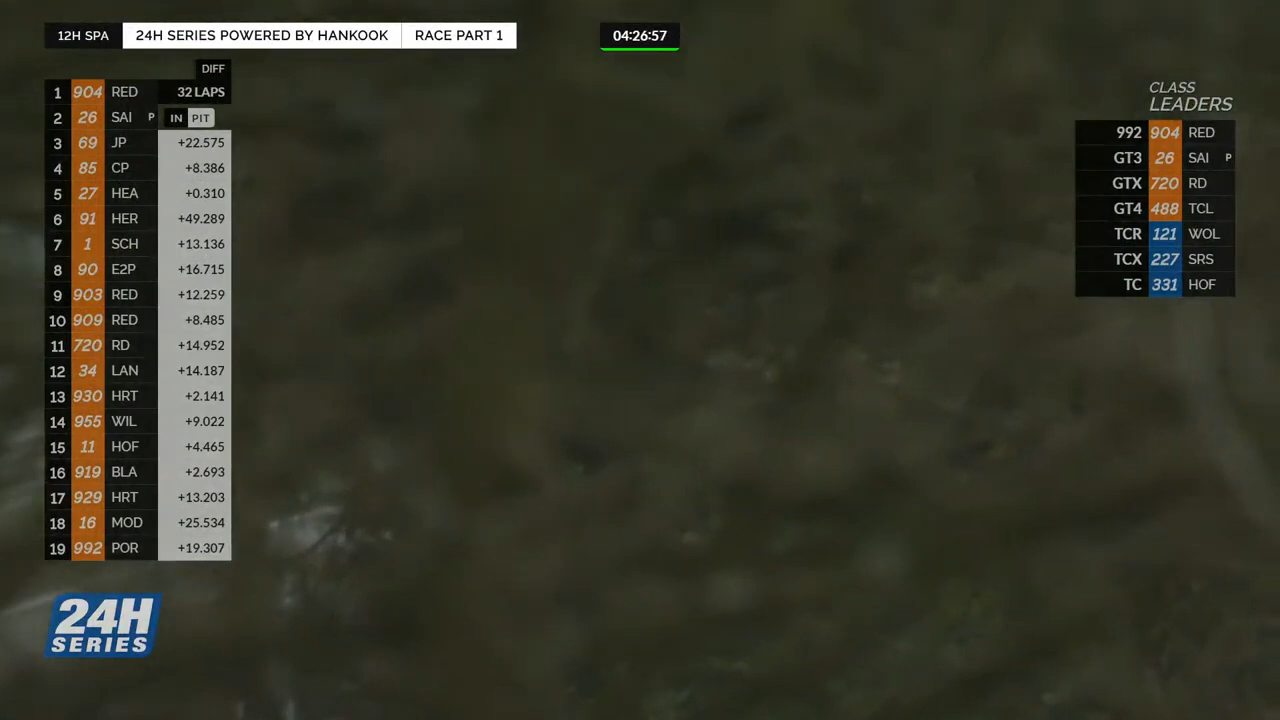 12H SPA 24H SERIES POWERED BY HANKOOK RACE PART 1
04:26:57
DIFF
1 904 RED 32 LAPS
2 26 SAI P IN PIT
3 69 JP +22.575
4 85 CP +8.386
5 27 HEA +0.310
6 91 HER +49.289
7 1 SCH +13.136
8 90 E2P +16.715
9 903 RED +12.259
10 909 RED +8.485
11 720 RD +14.952
12 34 LAN +14.187
13 930 HRT +2.141
14 955 WIL +9.022
15 11 HOF +4.465
16 919 BLA +2.693
17 929 HRT +13.203
18 16 MOD +25.534
19 992 POR +19.307
24H
SERIES
CLASS
LEADERS
992 904 RED
GT3 26 SAI P
GTX 720 RD
GT4 488 TCL
TCR 121 WOL
TCX 227 SRS
TC 331 HOF